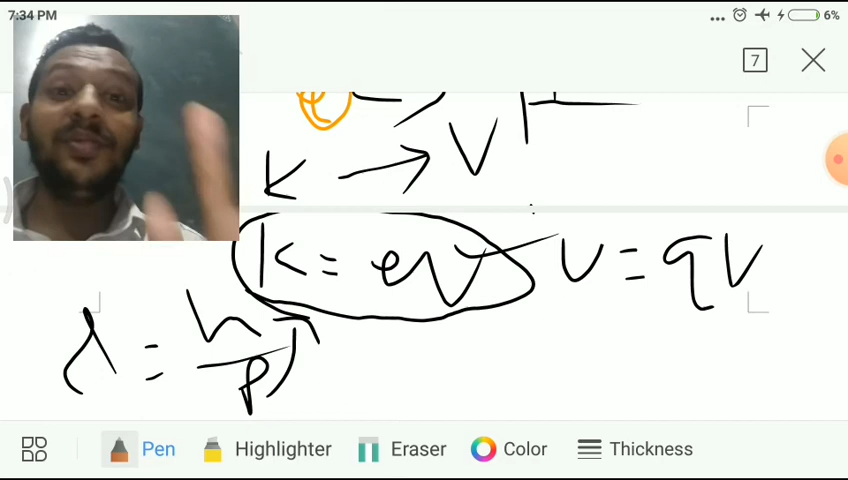 7:34 PM
6%
7
e
K → V
K = eV U = qV
λ = h/p
Pen Highlighter Eraser Color Thickness